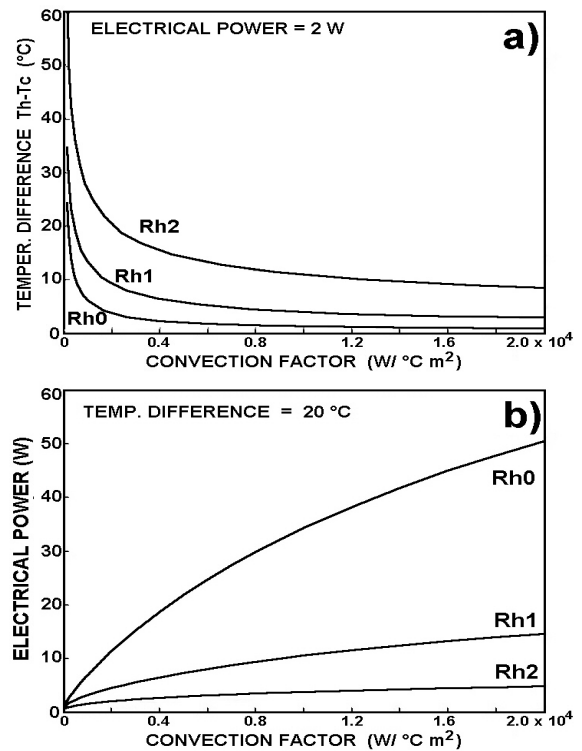 60
ELECTRICAL POWER = 2 W
a)
50
40
30
20
10
0
TEMPER. DIFFERENCE Th-Tc (°C)
Rh2
Rh1
Rh0
0 0.4 0.8 1.2 1.6 2.0 x 10⁴
CONVECTION FACTOR (W/ °C m²)
60
TEMP. DIFFERENCE = 20 °C
b)
50
40
30
20
10
0
ELECTRICAL POWER (W)
Rh0
Rh1
Rh2
0 0.4 0.8 1.2 1.6 2.0 x 10⁴
CONVECTION FACTOR (W/ °C m²)